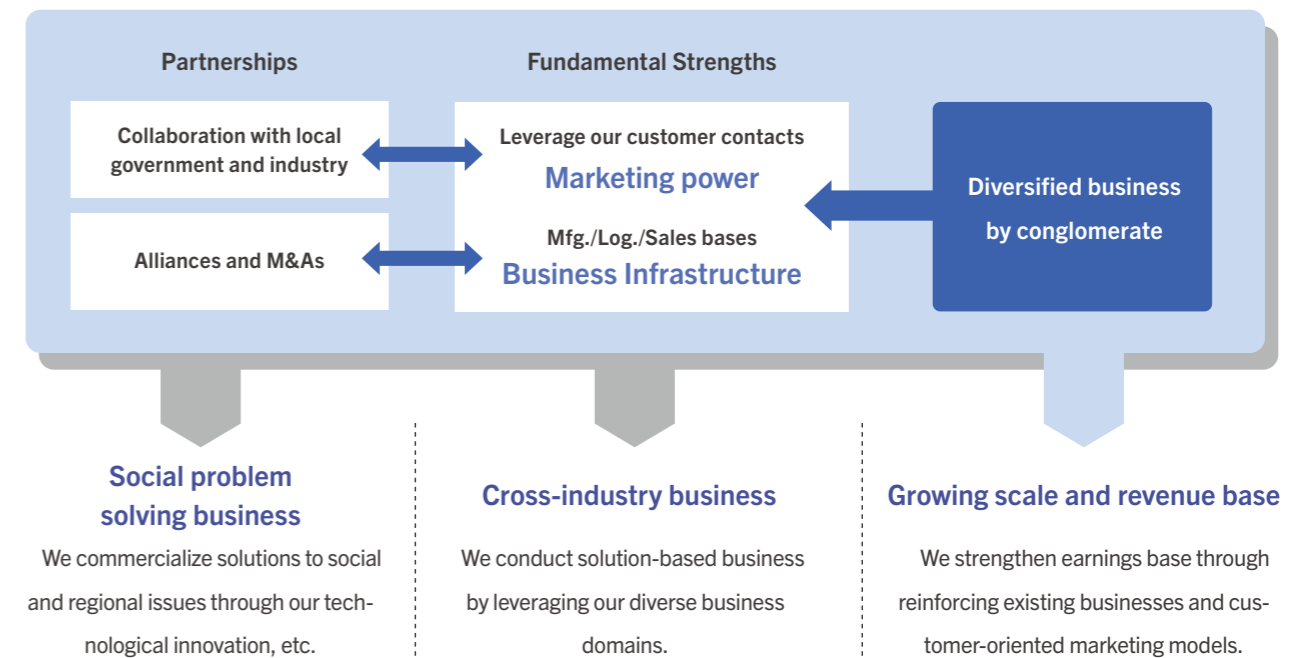 Partnerships
Collaboration with local
government and industry
Alliances and M&As
Fundamental Strengths
Leverage our customer contacts
Marketing power
Mfg./Log./Sales bases
Business Infrastructure
Diversified business
by conglomerate
Social problem
solving business
We commercialize solutions to social
and regional issues through our tech-
nological innovation, etc.
Cross-industry business
We conduct solution-based business
by leveraging our diverse business
domains.
Growing scale and revenue base
We strengthen earnings base through
reinforcing existing businesses and cus-
tomer-oriented marketing models.